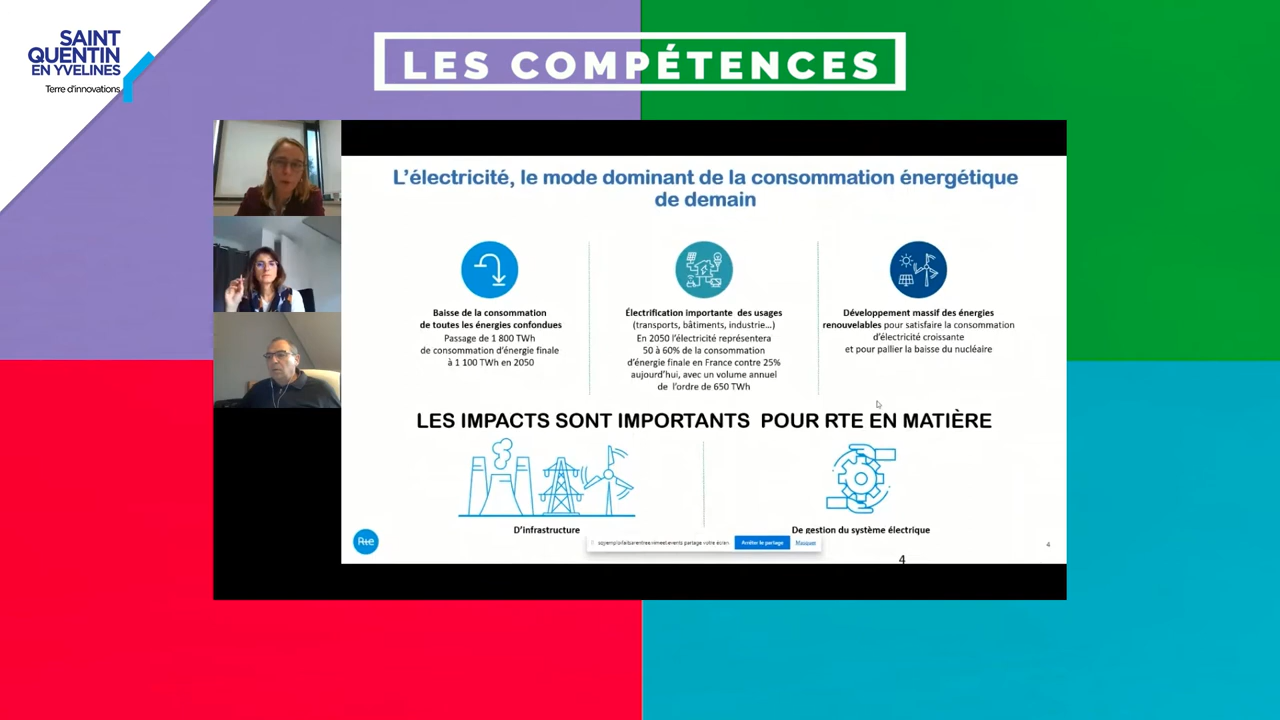 SAINT
QUENTIN
EN YVELINES
Terre d'innovations
LES COMPÉTENCES
L'électricité, le mode dominant de la consommation énergétique
de demain
Baisse de la consommation
de toutes les énergies confondues
Passage de 1 800 TWh
de consommation d'énergie finale
à 1 100 TWh en 2050
Électrification importante des usages
(transports, bâtiments, industrie...)
En 2050 l'électricité représentera
50 à 60% de la consommation
d'énergie finale en France contre 25%
aujourd'hui, avec un volume annuel
de l'ordre de 650 TWh
Développement massif des énergies
renouvelables pour satisfaire la consommation
d'électricité croissante
et pour pallier la baisse du nucléaire
LES IMPACTS SONT IMPORTANTS POUR RTE EN MATIÈRE
D'infrastructure
De gestion du système électrique
Rte
partage votre écran.
Arrêter le partage
Masquer
4
4